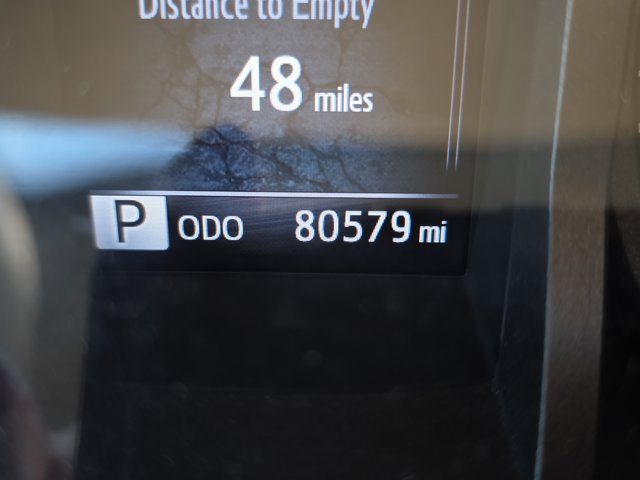 Distance to Empty
48 miles
P ODO 80579 mi